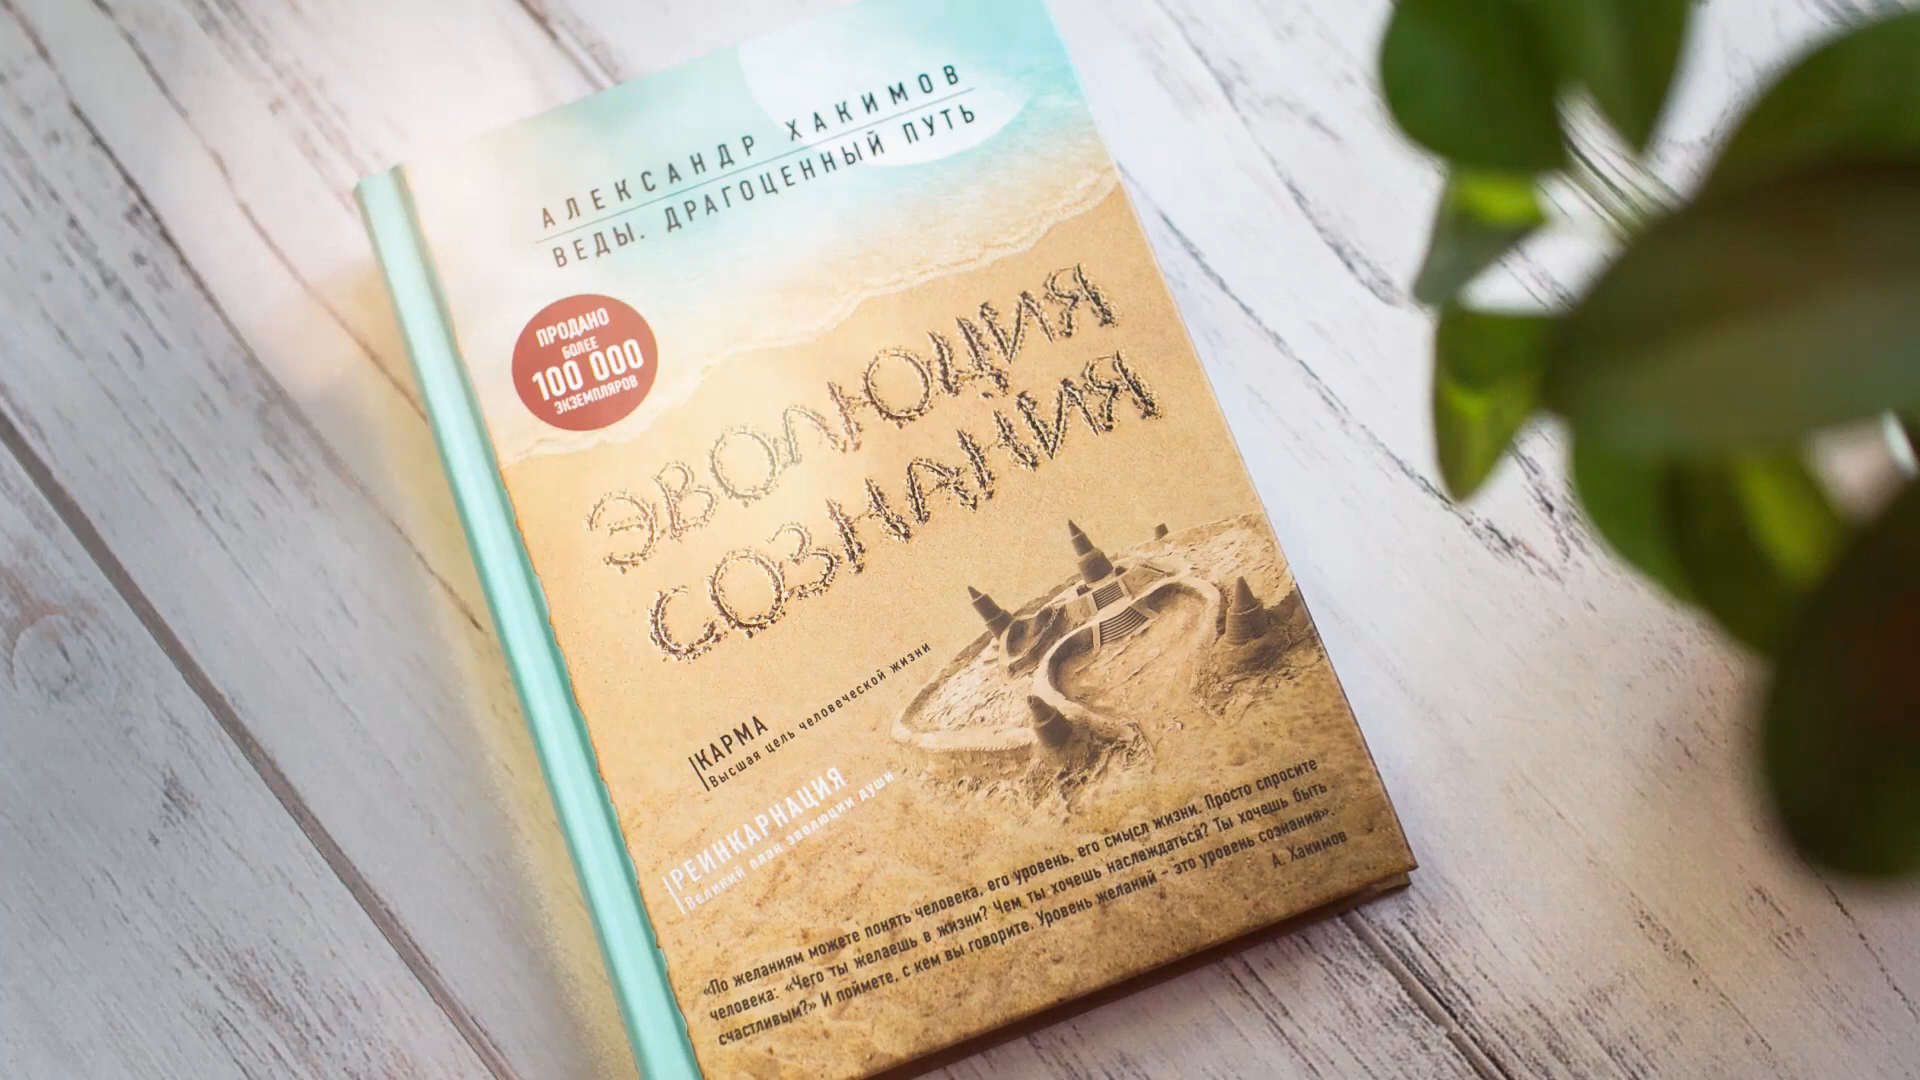 АЛЕКСАНДР ХАКИМОВ
ВЕДЫ. ДРАГОЦЕННЫЙ ПУТЬ
ПРОДАНО
БОЛЕЕ
100 000
ЭКЗЕМПЛЯРОВ
ЭВОЛЮЦИЯ
СОЗНАНИЯ
КАРМА
Высшая цель человеческой жизни
РЕИНКАРНАЦИЯ
Великий план эволюции души
«По желаниям можете понять человека, его уровень, его смысл жизни. Просто спросите
человека: «Чего ты желаешь в жизни? Чем ты хочешь наслаждаться? Ты хочешь быть
счастливым?» И поймете, с кем вы говорите. Уровень желаний – это уровень сознания».
А. Хакимов